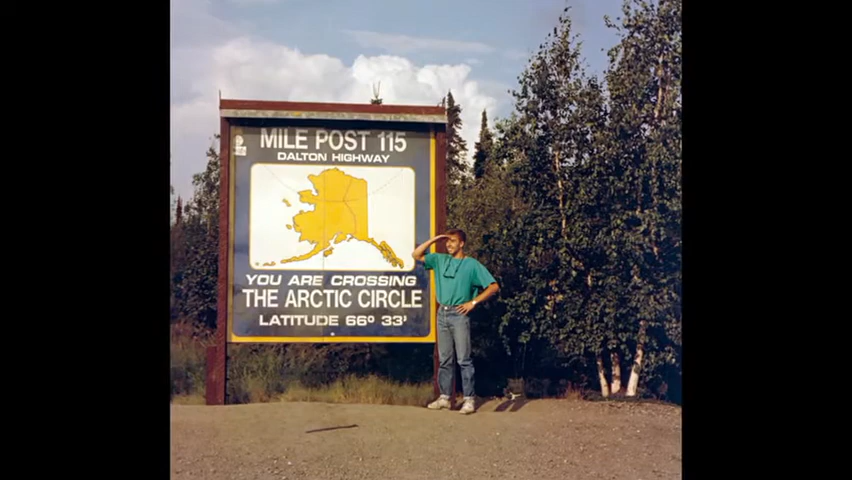 MILE POST 115
DALTON HIGHWAY
YOU ARE CROSSING
THE ARCTIC CIRCLE
LATITUDE 66º 33'